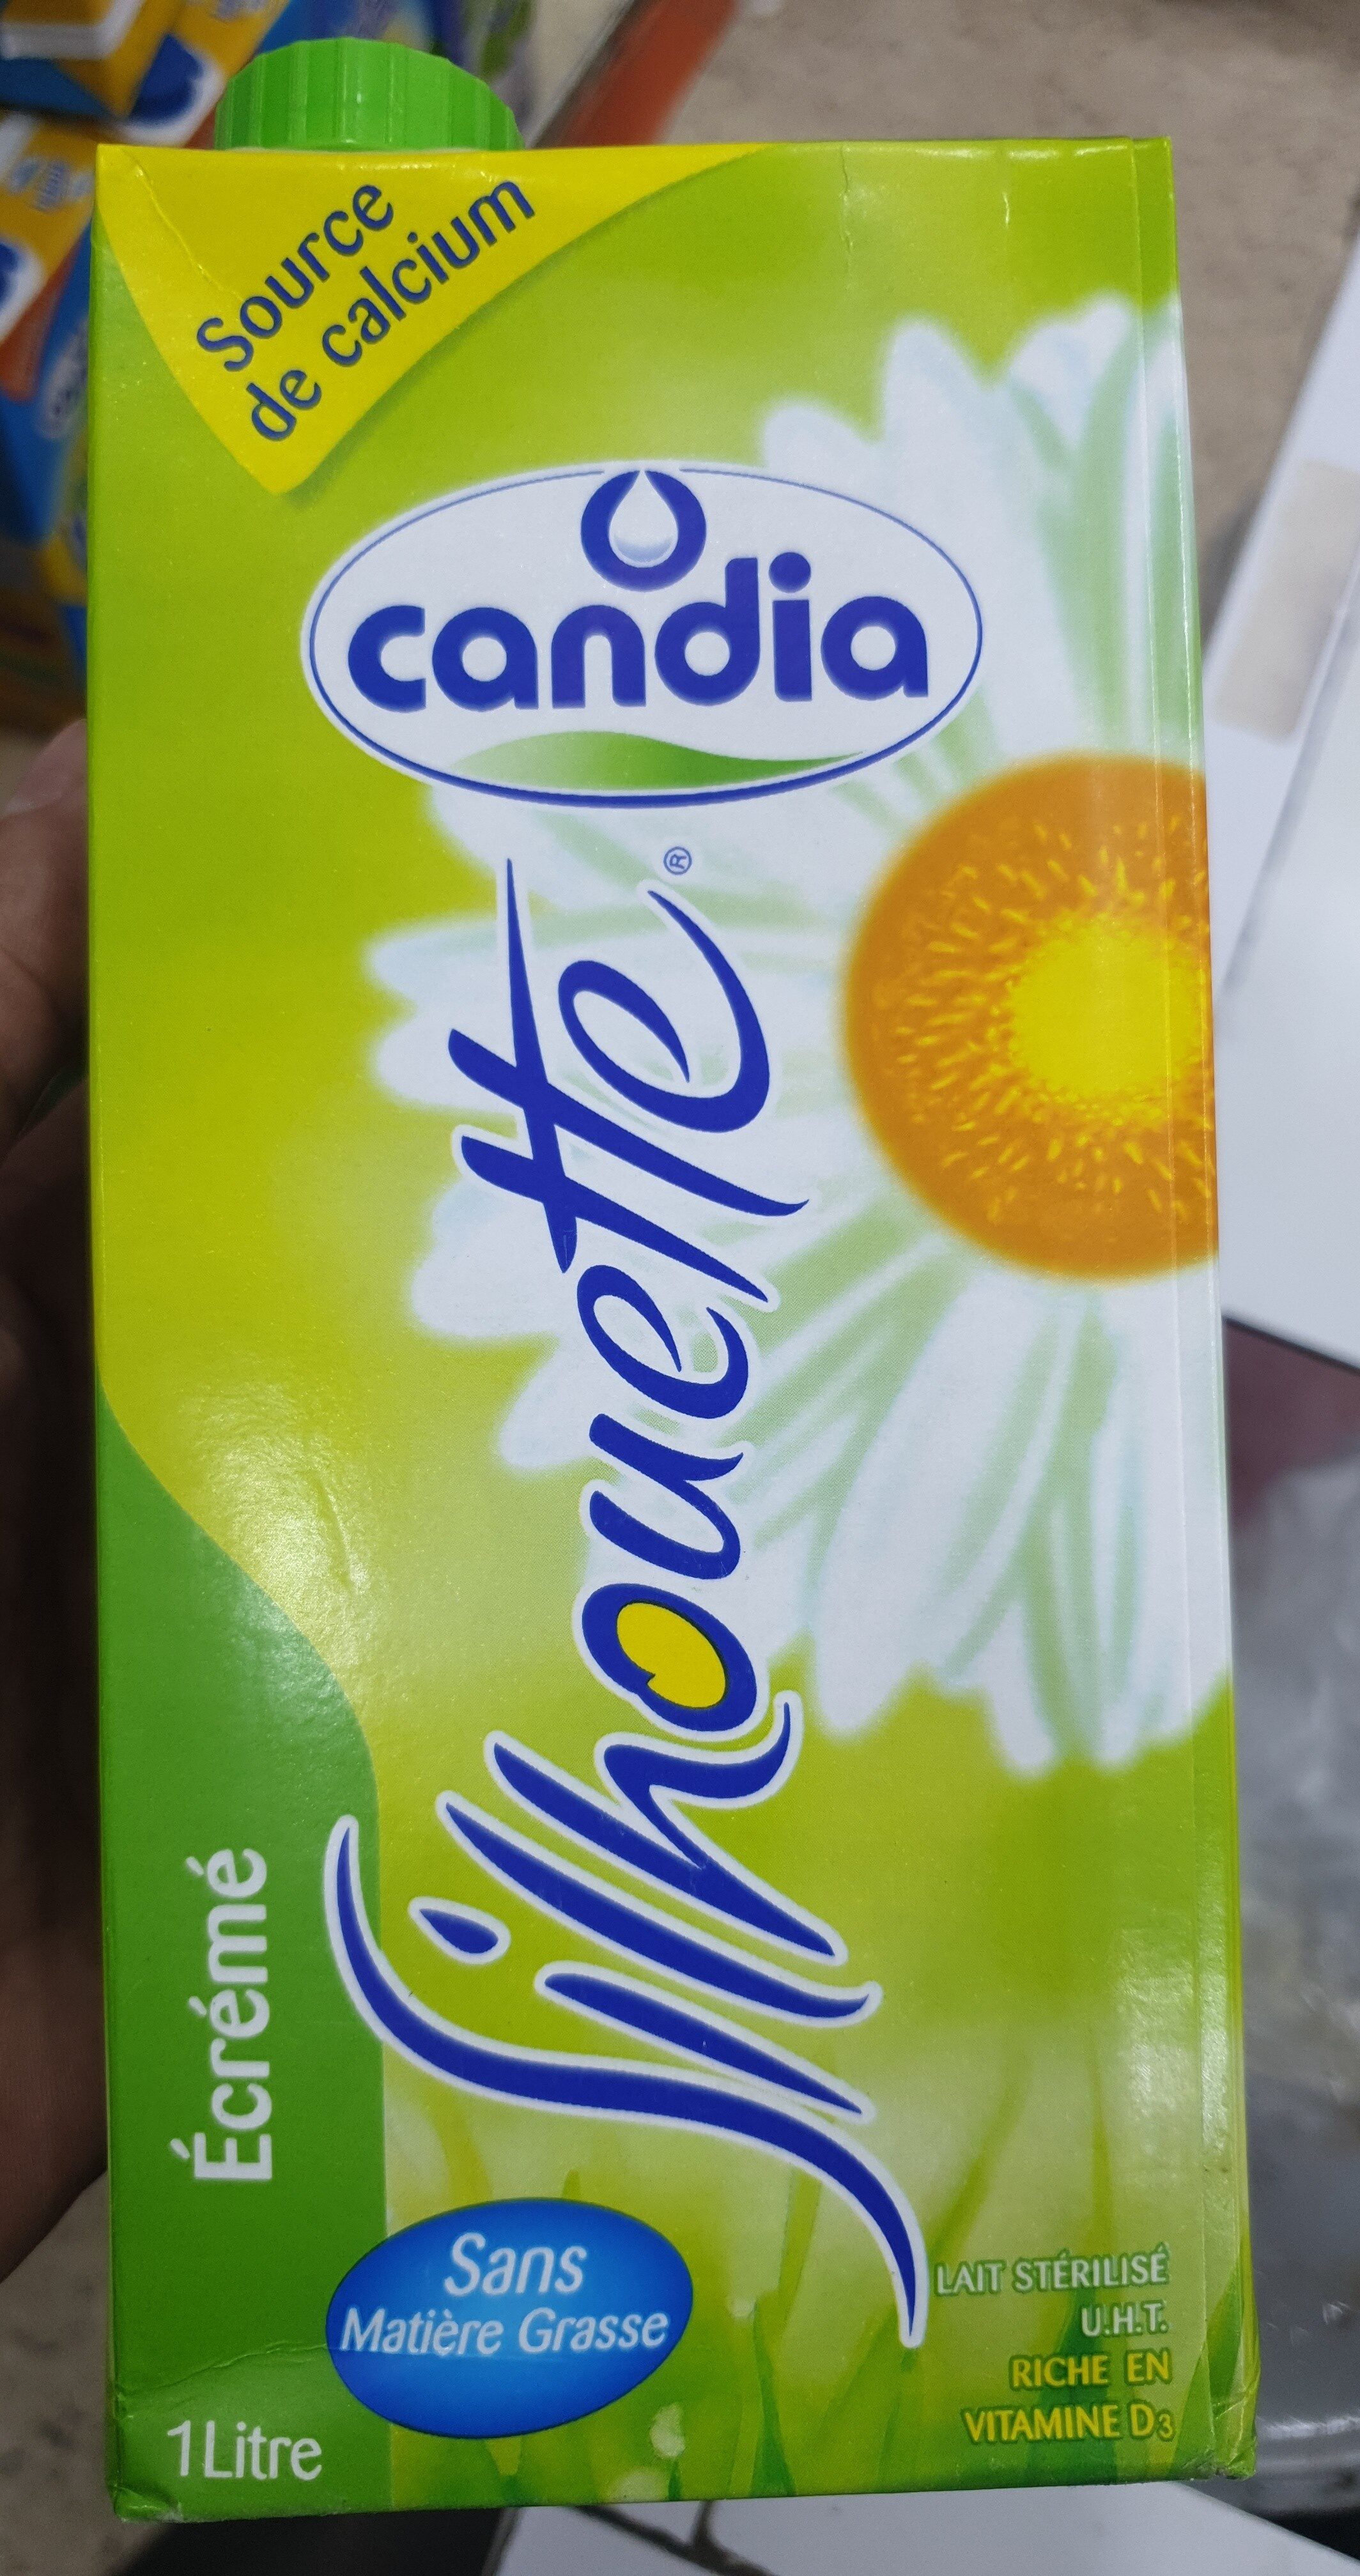 Source
de calcium
candia
Silhouette®
Écrémé
Sans
Matière Grasse
LAIT STÉRILISÉ
U.H.T.
RICHE EN
VITAMINE D3
1Litre